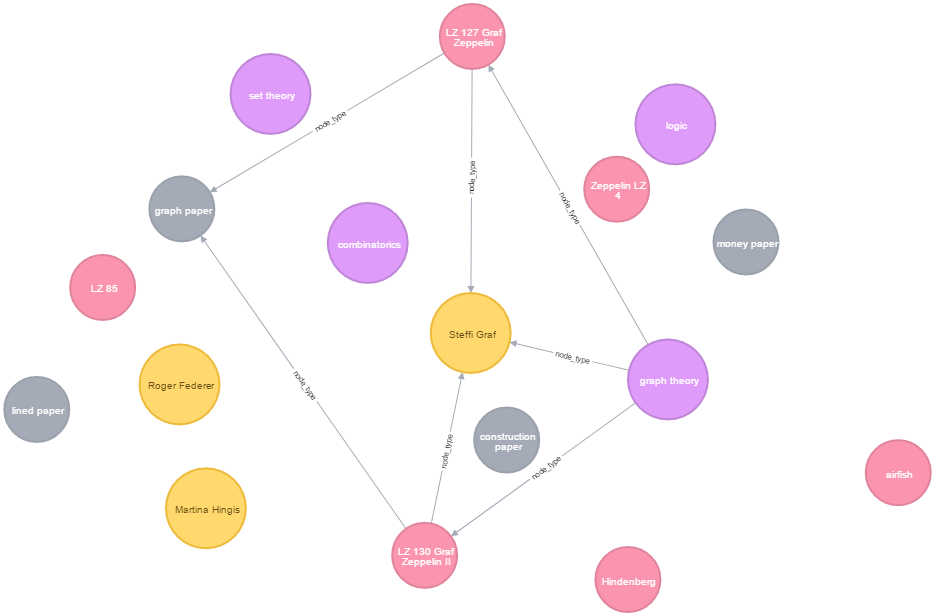 LZ 127 Graf
Zeppelin
set theory
node_type
logic
node_type
Zeppelin LZ
4
node_type
graph paper
combinatorics
money paper
LZ 85
Steffi Graf
node_type
graph theory
Roger Federer
node_type
lined paper
construction
paper
node_type
node_type
airfish
Martina Hingis
LZ 130 Graf
Zeppelin II
Hindenberg